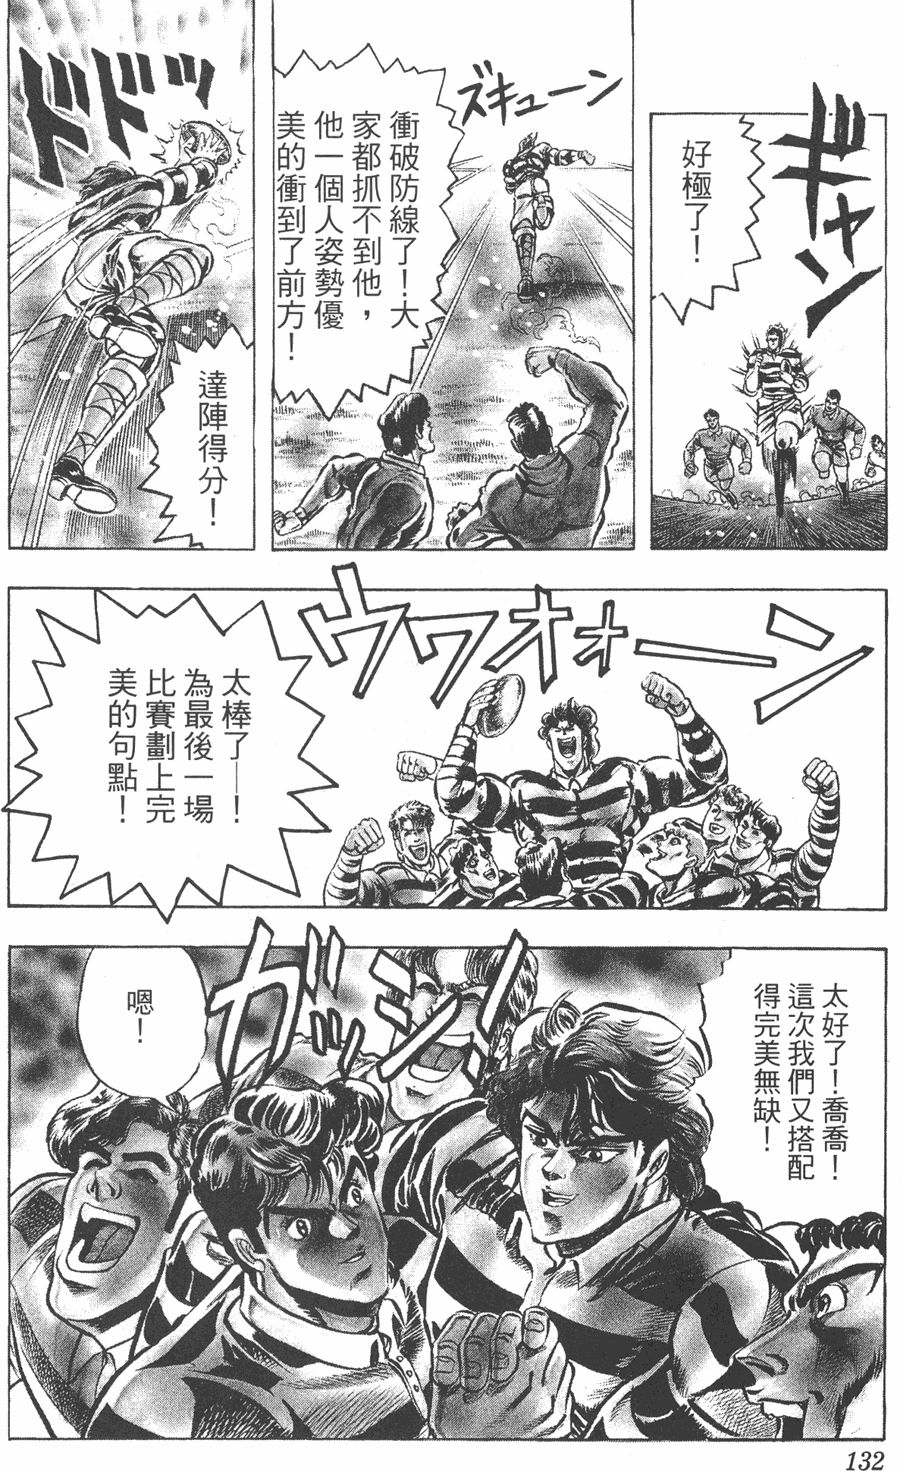 ギャン
好極了！
ズキューン
衝破防線了！大
家都抓不到他，
他一個人姿勢優
美的衝到了前方！
ドドドッ
達陣得分！
ウワオォーン
太棒了—！
為最後一場
比賽劃上完
美的句點！
太好了！喬喬！
這次我們又搭配
得完美無缺！
ガッシ！
嗯！
132